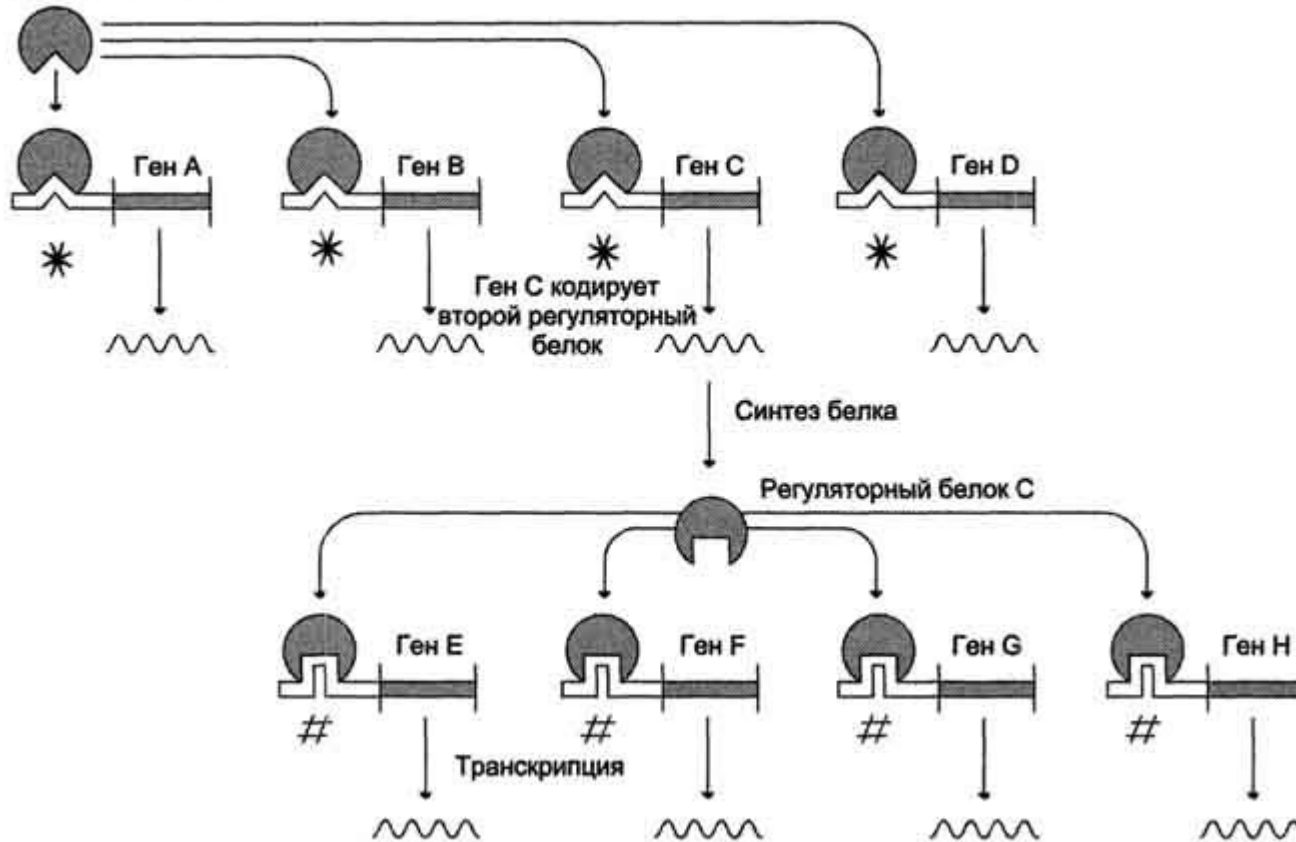 Ген A
Ген B
Ген C
Ген D
*
*
*
*
Ген C кодирует
второй регуляторный
белок
Синтез белка
Регуляторный белок C
Ген E
Ген F
Ген G
Ген H
#
#
#
#
Транскрипция